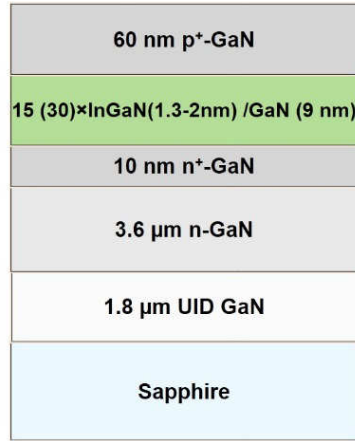 60 nm p⁺-GaN
15 (30)×InGaN(1.3-2nm) /GaN (9 nm)
10 nm n⁺-GaN
3.6 µm n-GaN
1.8 µm UID GaN
Sapphire